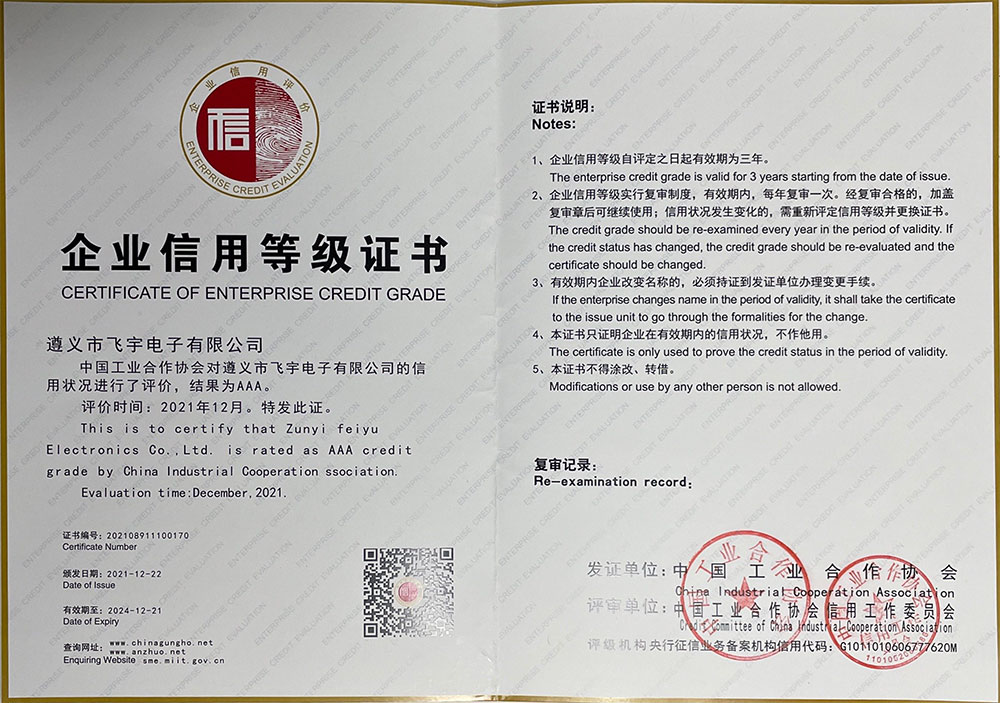 企业信用评价
信
ENTERPRISE CREDIT EVALUATION
企业信用等级证书
CERTIFICATE OF ENTERPRISE CREDIT GRADE
遵义市飞宇电子有限公司
中国工业合作协会对遵义市飞宇电子有限公司的信
用状况进行了评价，结果为AAA。
评价时间：2021年12月。特发此证。
This is to certify that Zunyi feiyu
Electronics Co.,Ltd. is rated as AAA credit
grade by China Industrial Cooperation ssociation.
Evaluation time:December,2021.
证书编号：202108911100170
Certificate Number
颁发日期：2021-12-22
Date of Issue
有效期至：2024-12-21
Date of Expiry
查询网址：www.chinagungho.net
www.anzhuo.net
Enquiring Website sme.miit.gov.cn
证书说明：
Notes:
1、企业信用等级自评定之日起有效期为三年。
The enterprise credit grade is valid for 3 years starting from the date of issue.
2、企业信用等级实行复审制度，有效期内，每年复审一次。经复审合格的，加盖
复审章后可继续使用；信用状况发生变化的，需重新评定信用等级并更换证书。
The credit grade should be re-examined every year in the period of validity. If
the credit status has changed, the credit grade should be re-evaluated and the
certificate should be changed.
3、有效期内企业改变名称的，必须持证到发证单位办理变更手续。
If the enterprise changes name in the period of validity, it shall take the certificate
to the issue unit to go through the formalities for the change.
4、本证书只证明企业在有效期内的信用状况，不作他用。
The certificate is only used to prove the credit status in the period of validity.
5、本证书不得涂改、转借。
Modifications or use by any other person is not allowed.
复审记录：
Re-examination record:
发证单位：中国工业合作协会
China Industrial Cooperation Association
评审单位：中国工业合作协会信用工作委员会
Credit Committee of China Industrial Cooperation Association
评级机构央行征信业务备案机构信用代码：G1011010606777620M
中国工业合作协会